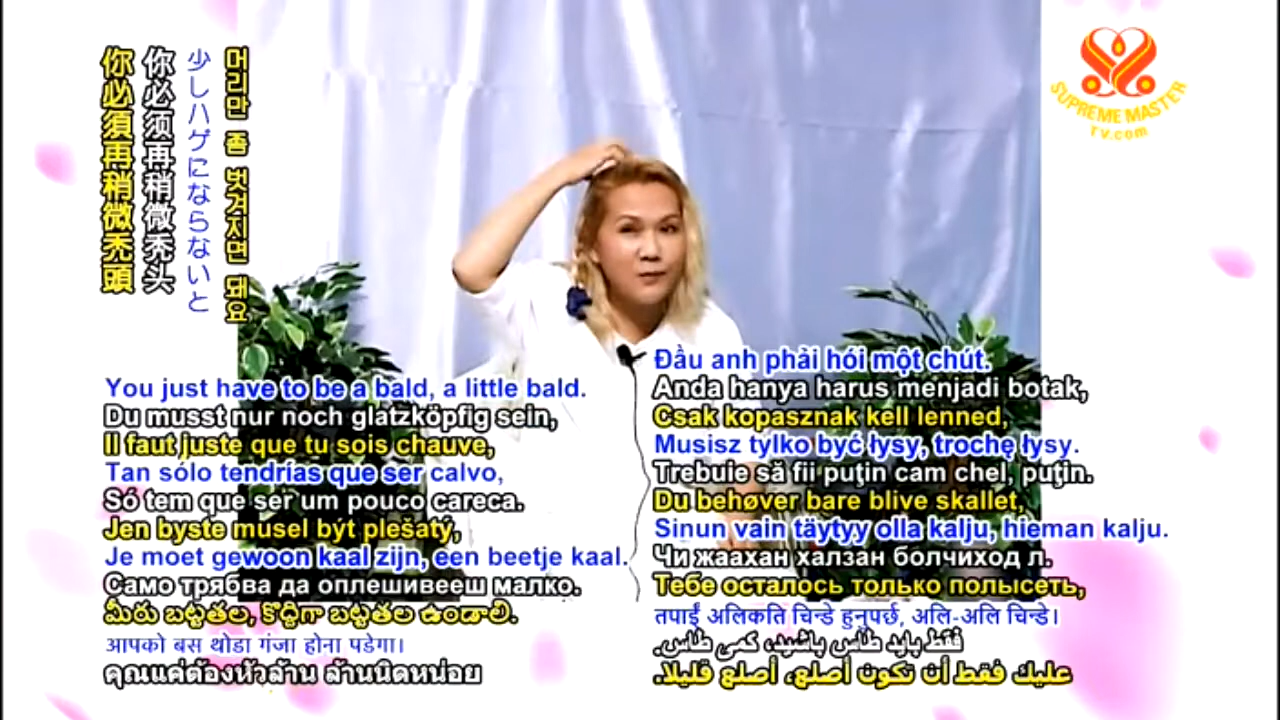 你必須再稍微禿頭
你必须再稍微秃头
少しハゲにならないと
머리만 좀 벗겨지면 돼요
SUPREME MASTER
TV.com
You just have to be a bald, a little bald.
Du musst nur noch glatzköpfig sein,
Il faut juste que tu sois chauve,
Tan sólo tendrías que ser calvo,
Só tem que ser um pouco careca.
Jen byste musel být plešatý,
Je moet gewoon kaal zijn, een beetje kaal.
Само трябва да оплешивееш малко.
మీరు బట్టతల, కొద్దిగా బట్టతల ఉండాలి.
आपको बस थोडा गंजा होना पडेगा।
คุณแค่ต้องหัวล้าน ล้านนิดหน่อย
Đầu anh phải hói một chút.
Anda hanya harus menjadi botak,
Csak kopasznak kell lenned,
Musisz tylko być łysy, trochę łysy.
Trebuie să fii puţin cam chel, puţin.
Du behøver bare blive skallet,
Sinun vain täytyy olla kalju, hieman kalju.
Чи жаахан халзан болчиход л.
Тебе осталось только полысеть,
तपाईं अलिकति चिन्डे हुनुपर्छ, अलि-अलि चिन्डे।
فقط باید طاس باشید، کمی طاس.
عليك فقط أن تكون أصلع، أصلع قليلا.